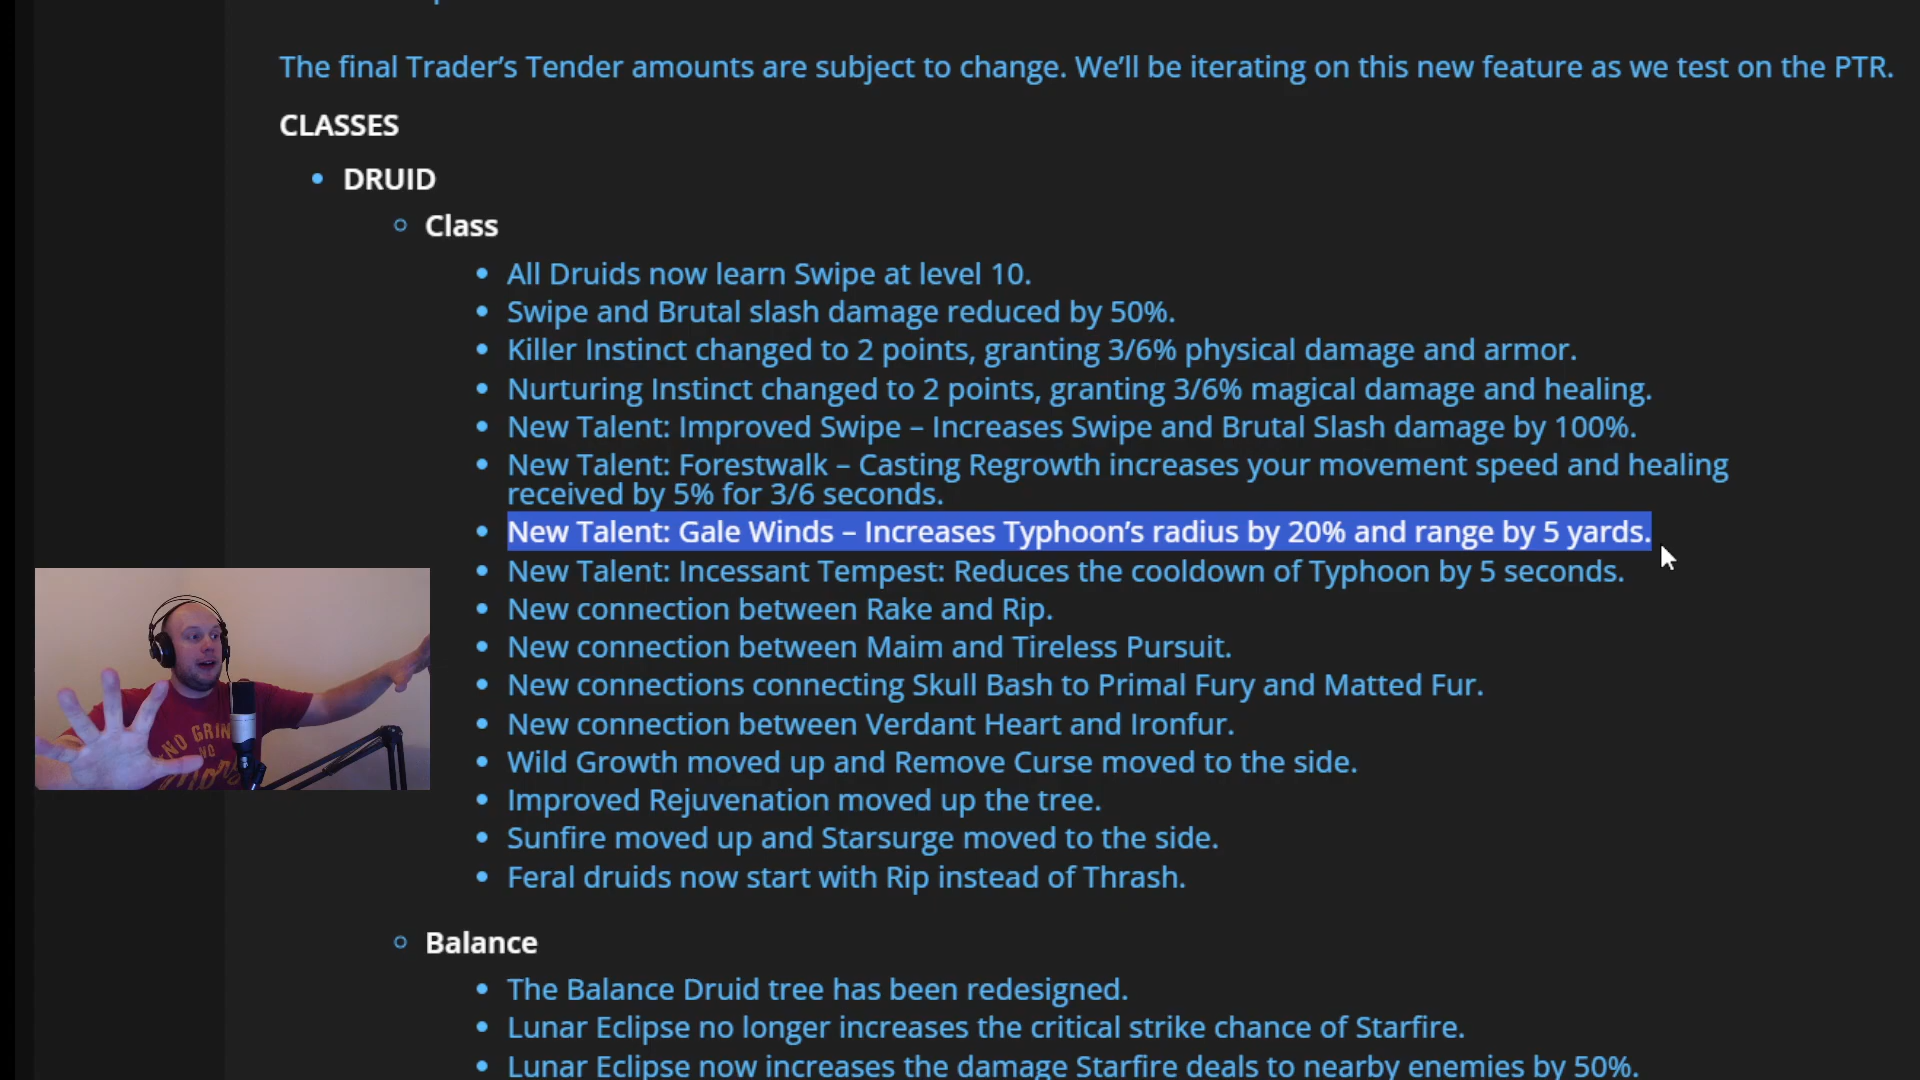 The final Trader's Tender amounts are subject to change. We'll be iterating on this new feature as we test on the PTR.
CLASSES
DRUID
Class
All Druids now learn Swipe at level 10.
Swipe and Brutal slash damage reduced by 50%.
Killer Instinct changed to 2 points, granting 3/6% physical damage and armor.
Nurturing Instinct changed to 2 points, granting 3/6% magical damage and healing.
New Talent: Improved Swipe – Increases Swipe and Brutal Slash damage by 100%.
New Talent: Forestwalk – Casting Regrowth increases your movement speed and healing
received by 5% for 3/6 seconds.
New Talent: Gale Winds – Increases Typhoon's radius by 20% and range by 5 yards.
New Talent: Incessant Tempest: Reduces the cooldown of Typhoon by 5 seconds.
New connection between Rake and Rip.
New connection between Maim and Tireless Pursuit.
New connections connecting Skull Bash to Primal Fury and Matted Fur.
New connection between Verdant Heart and Ironfur.
Wild Growth moved up and Remove Curse moved to the side.
Improved Rejuvenation moved up the tree.
Sunfire moved up and Starsurge moved to the side.
Feral druids now start with Rip instead of Thrash.
Balance
The Balance Druid tree has been redesigned.
Lunar Eclipse no longer increases the critical strike chance of Starfire.
Lunar Eclipse now increases the damage Starfire deals to nearby enemies by 50%.
NO GRIN
NO